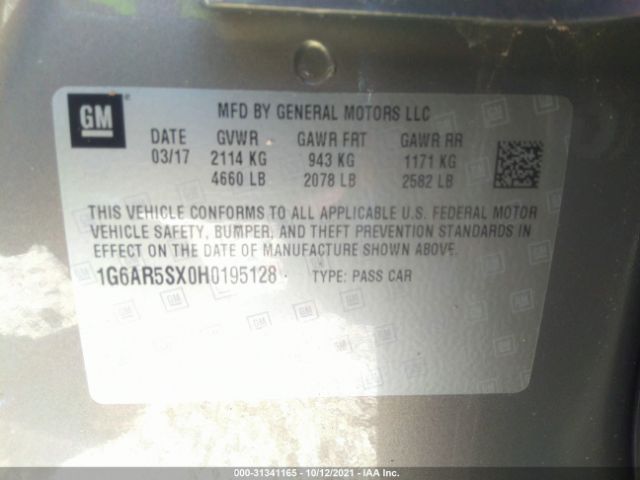 GM
®
MFD BY GENERAL MOTORS LLC
DATE GVWR GAWR FRT GAWR RR
03/17 2114 KG 943 KG 1171 KG
4660 LB 2078 LB 2582 LB
THIS VEHICLE CONFORMS TO ALL APPLICABLE U.S. FEDERAL MOTOR
VEHICLE SAFETY, BUMPER, AND THEFT PREVENTION STANDARDS IN
EFFECT ON THE DATE OF MANUFACTURE SHOWN ABOVE.
1G6AR5SX0H0195128 TYPE: PASS CAR
000-31341165 - 10/12/2021 - IAA Inc.